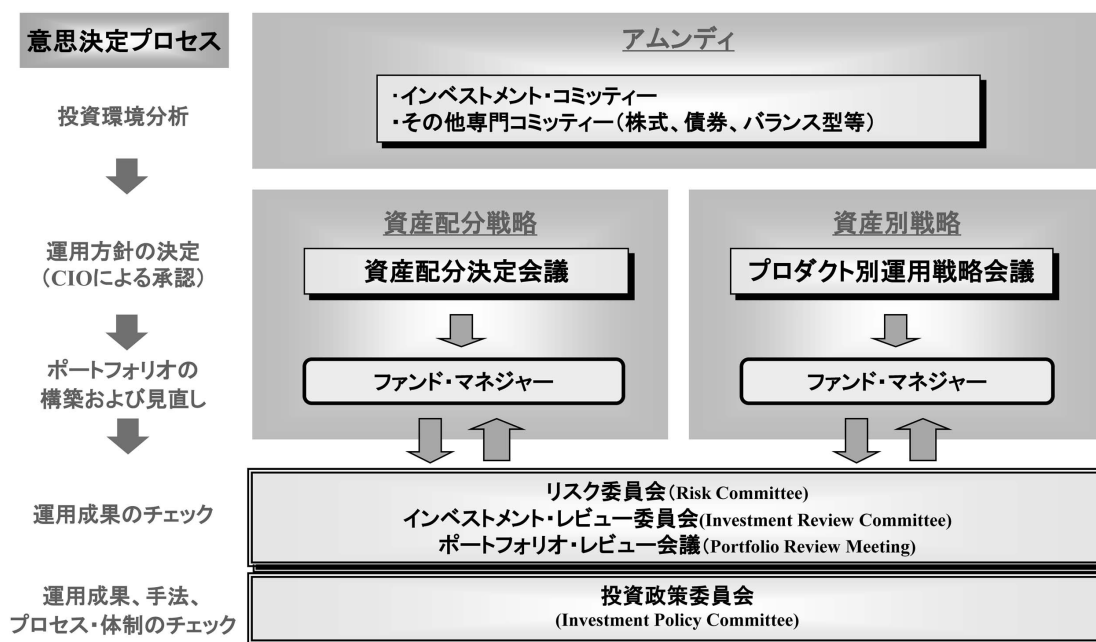 意思決定プロセス
アムンディ
投資環境分析
・インベストメント・コミッティー
・その他専門コミッティー（株式、債券、バランス型等）
運用方針の決定
（CIOによる承認）
資産配分戦略
資産配分決定会議
資産別戦略
プロダクト別運用戦略会議
ポートフォリオの
構築および見直し
ファンド・マネジャー
ファンド・マネジャー
運用成果のチェック
リスク委員会（Risk Committee）
インベストメント・レビュー委員会(Investment Review Committee)
ポートフォリオ・レビュー会議（Portfolio Review Meeting)
運用成果、手法、
プロセス・体制のチェック
投資政策委員会
(Investment Policy Committee)